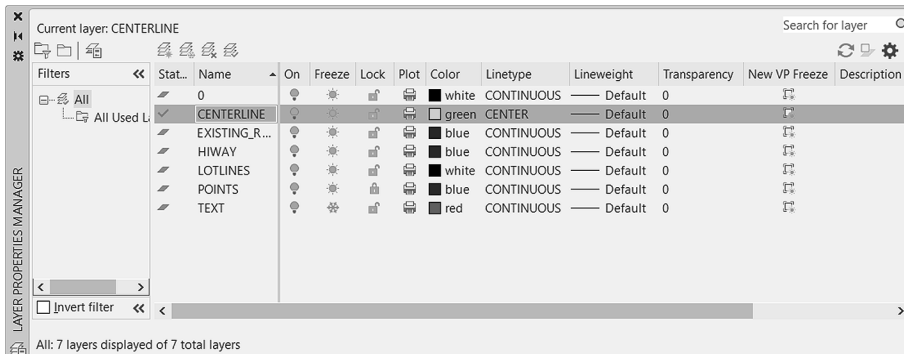 Current layer: CENTERLINE
Search for layer
Filters
Stat... Name On Freeze Lock Plot Color Linetype Lineweight Transparency New VP Freeze Description
All
All Used La
0 white CONTINUOUS Default 0
CENTERLINE green CENTER Default 0
EXISTING_R... blue CONTINUOUS Default 0
HIWAY blue CONTINUOUS Default 0
LOTLINES white CONTINUOUS Default 0
POINTS blue CONTINUOUS Default 0
TEXT red CONTINUOUS Default 0
Invert filter
All: 7 layers displayed of 7 total layers
LAYER PROPERTIES MANAGER